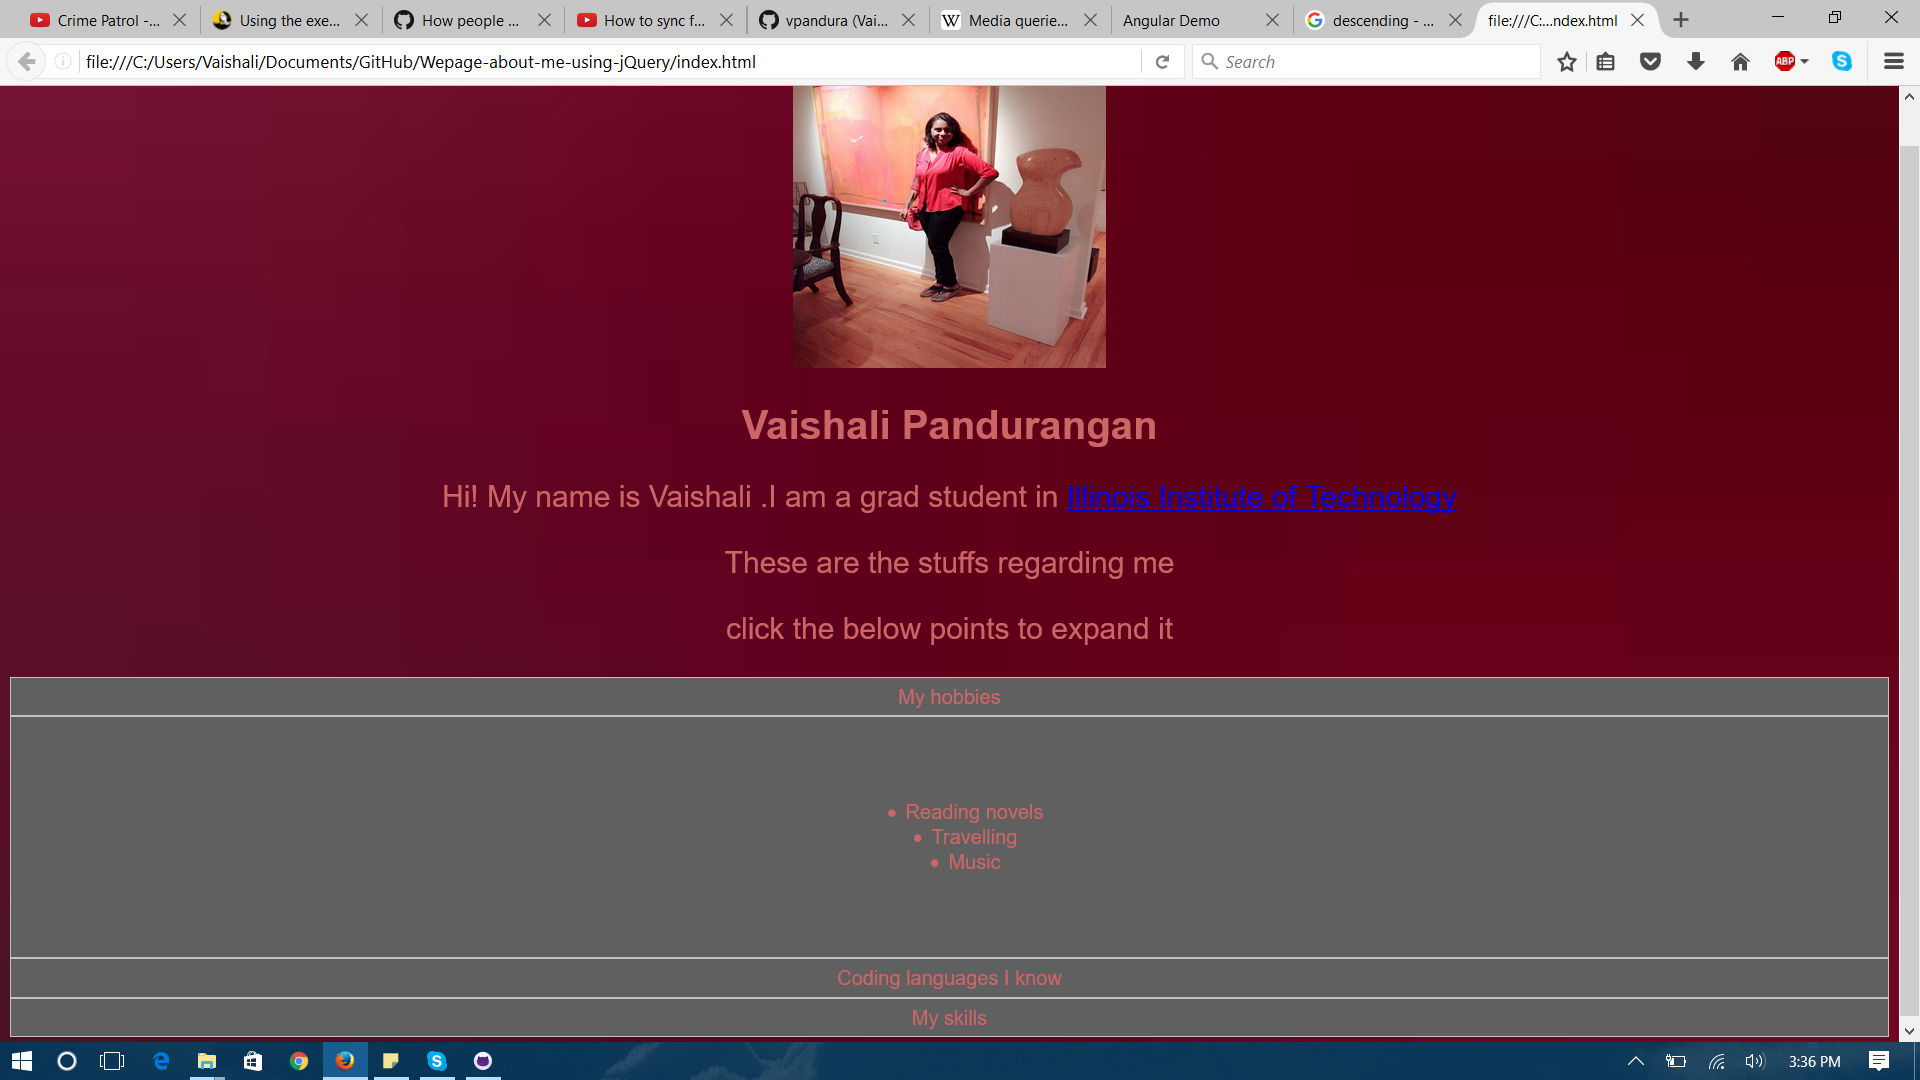 Crime Patrol -...
Using the exe...
How people ...
How to sync f...
vpandura (Vai...
Media querie...
Angular Demo
descending - ...
file:///C:...ndex.html
file:///C:/Users/Vaishali/Documents/GitHub/Wepage-about-me-using-jQuery/index.html
Search
ABP
Vaishali Pandurangan
Hi! My name is Vaishali .I am a grad student in Illinois Institute of Technology
These are the stuffs regarding me
click the below points to expand it
My hobbies
Reading novels
Travelling
Music
Coding languages I know
My skills
3:36 PM